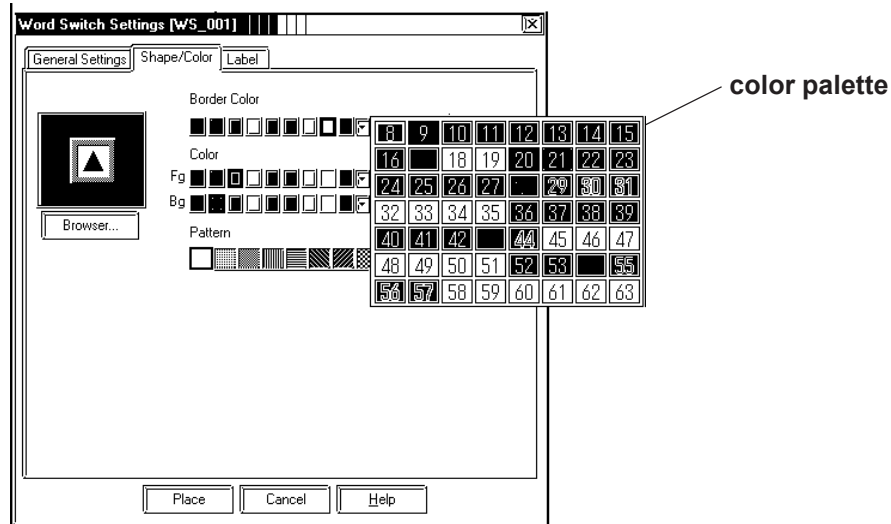 Word Switch Settings [WS_001]
General Settings Shape/Color Label
color palette
Border Color
8 9 10 11 12 13 14 15
Color
16 18 19 20 21 22 23
Fg
24 25 26 27 29 30 31
Bg
32 33 34 35 36 37 38 39
Browser...
Pattern
40 41 42 44 45 46 47
48 49 50 51 52 53 55
56 57 58 59 60 61 62 63
Place Cancel Help